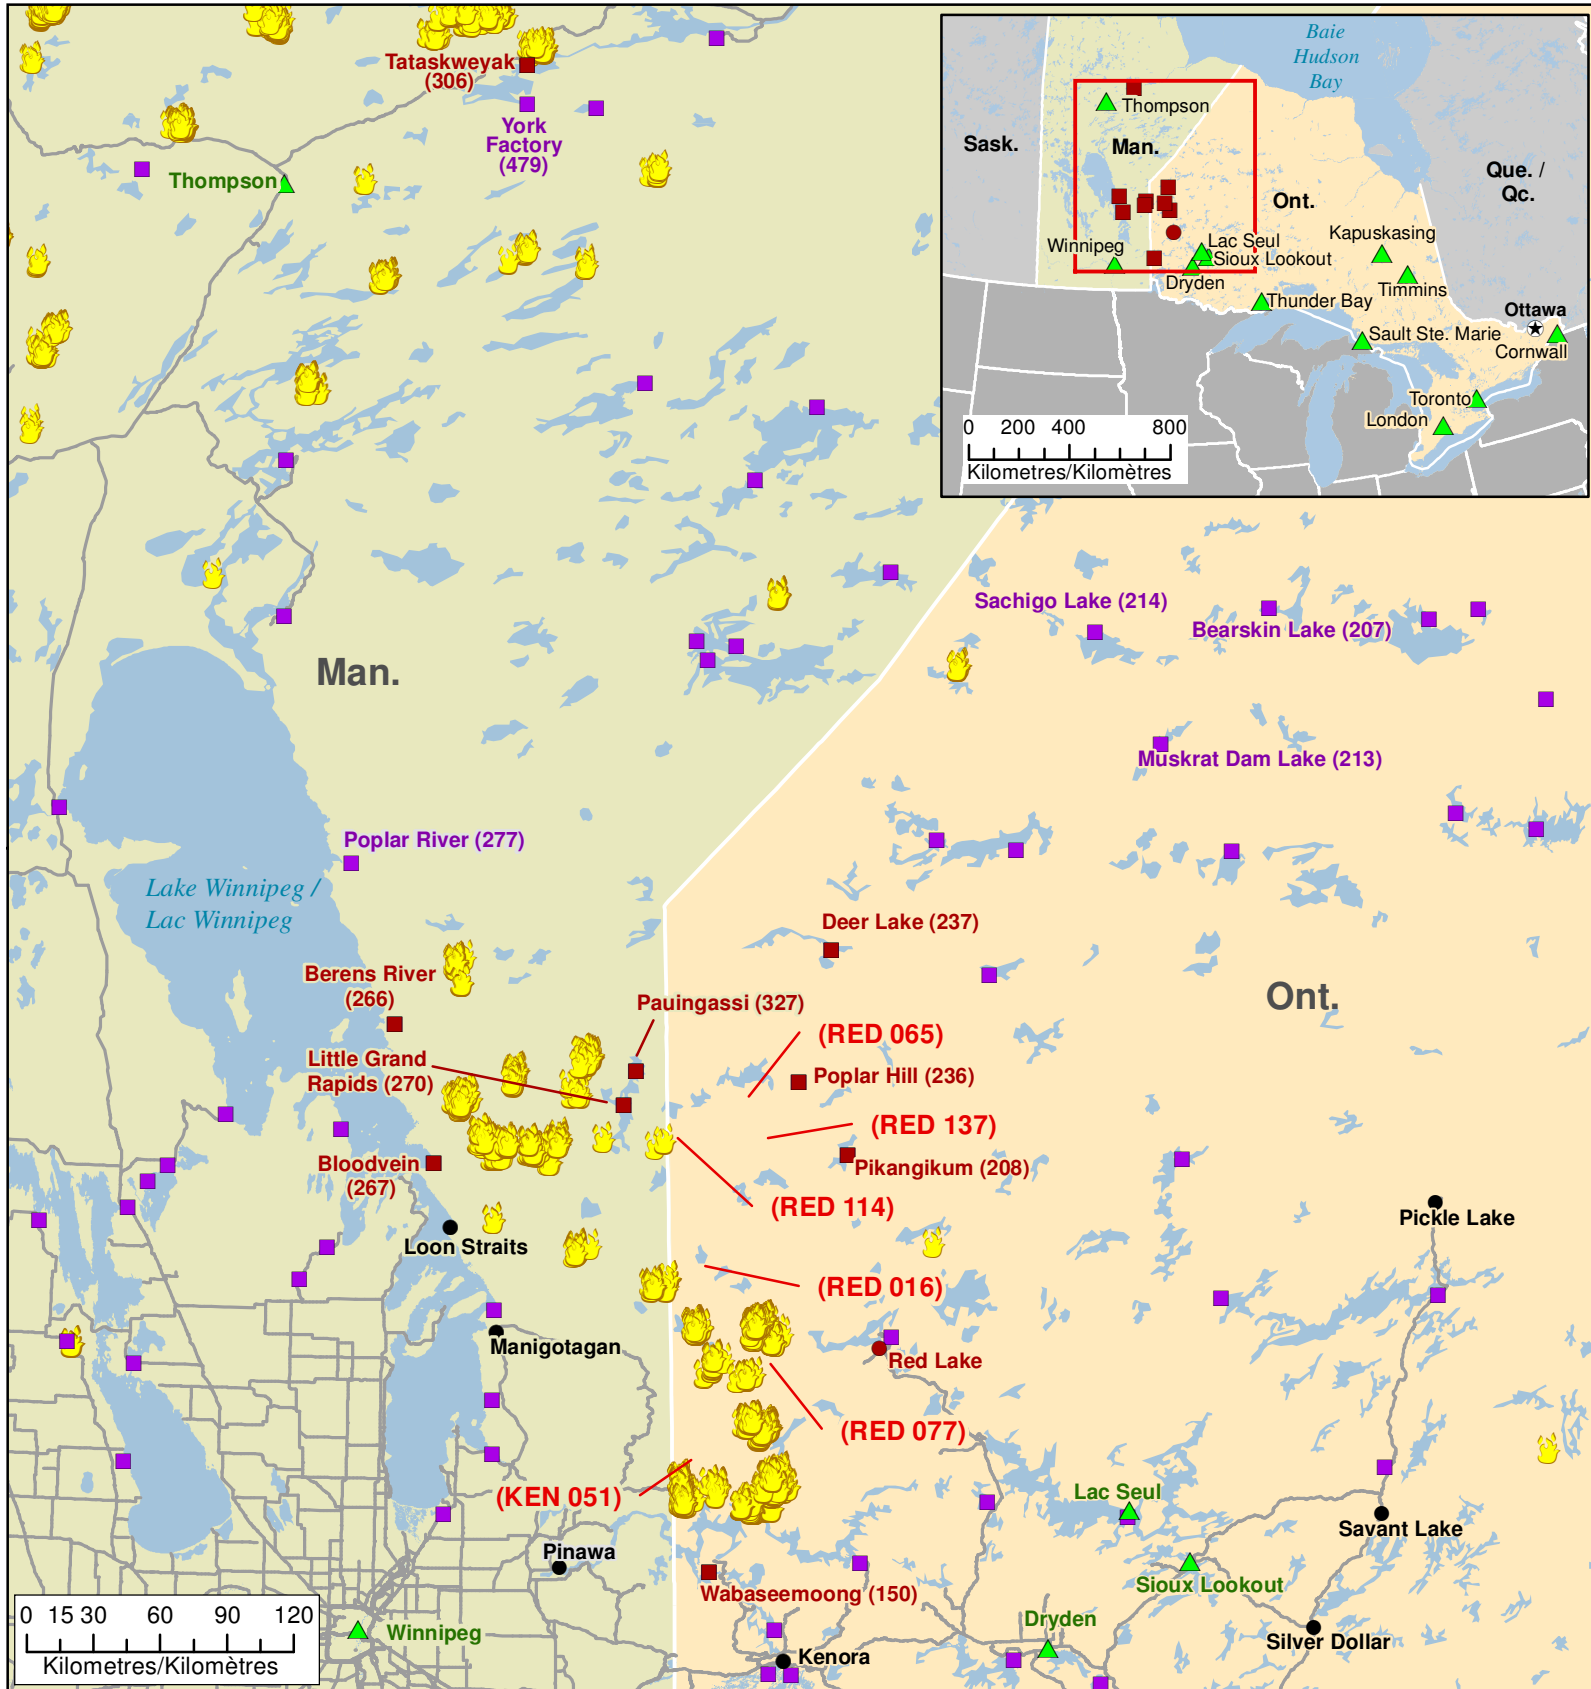 Tataskweyak
(306)
York
Factory
(479)
Thompson
Baie
Hudson
Bay
Thompson
Sask.
Man.
Que. /
Qc.
Ont.
Winnipeg
Lac Seul
Sioux Lookout
Kapuskasing
Dryden
Timmins
Thunder Bay
Ottawa
Sault Ste. Marie
Cornwall
Toronto
London
0 200 400 800
Kilometres/Kilomètres
Sachigo Lake (214)
Bearskin Lake (207)
Man.
Muskrat Dam Lake (213)
Poplar River (277)
Lake Winnipeg /
Lac Winnipeg
Deer Lake (237)
Berens River
(266)
Pauingassi (327)
Ont.
(RED 065)
Little Grand
Rapids (270)
Poplar Hill (236)
(RED 137)
Bloodvein
(267)
Pikangikum (208)
(RED 114)
Pickle Lake
Loon Straits
(RED 016)
Manigotagan
Red Lake
(RED 077)
(KEN 051)
Lac Seul
Savant Lake
Pinawa
Sioux Lookout
Wabaseemoong (150)
Dryden
Silver Dollar
Winnipeg
Kenora
0 15 30 60 90 120
Kilometres/Kilomètres